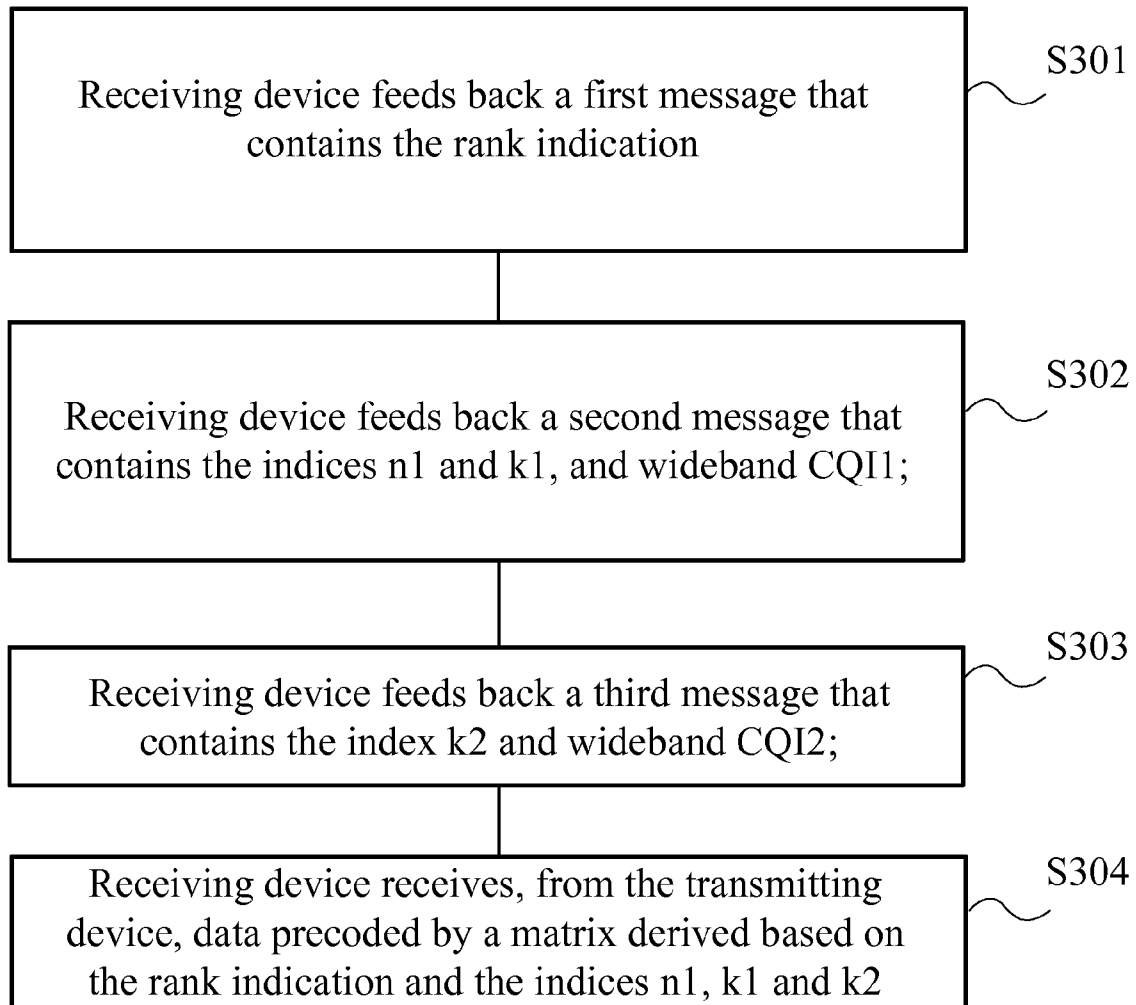 Receiving device feeds back a first message that
contains the rank indication
S301
Receiving device feeds back a second message that
contains the indices n1 and k1, and wideband CQI1;
S302
Receiving device feeds back a third message that
contains the index k2 and wideband CQI2;
S303
Receiving device receives, from the transmitting
device, data precoded by a matrix derived based on
the rank indication and the indices n1, k1 and k2
S304